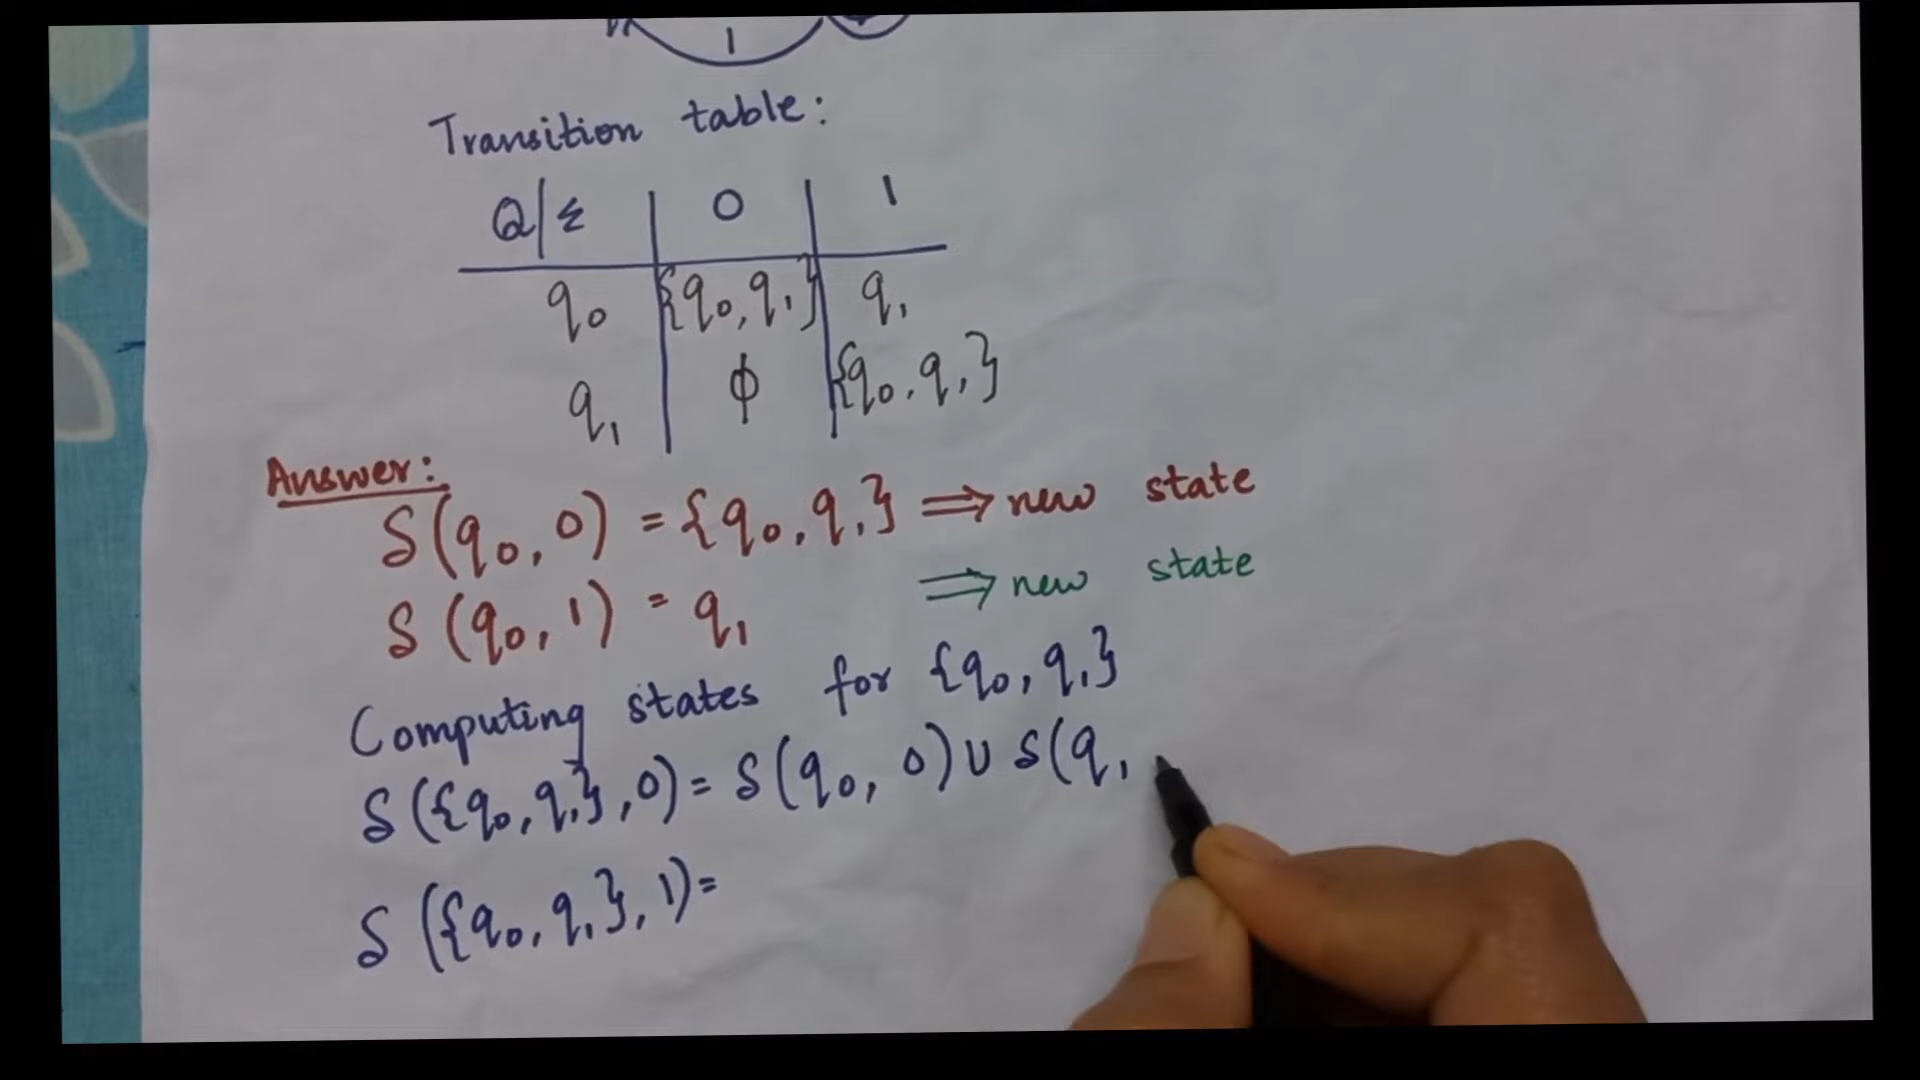 1
Transition table:
Q/Σ 0 1
q₀ {q₀,q₁} q₁
q₁ ϕ {q₀,q₁}
Answer:
δ(q₀,0) = {q₀,q₁} ⇒ new state
δ(q₀,1) = q₁ ⇒ new state
Computing states for {q₀,q₁}
δ({q₀,q₁},0) = δ(q₀,0) ∪ δ(q₁
δ({q₀,q₁},1) =